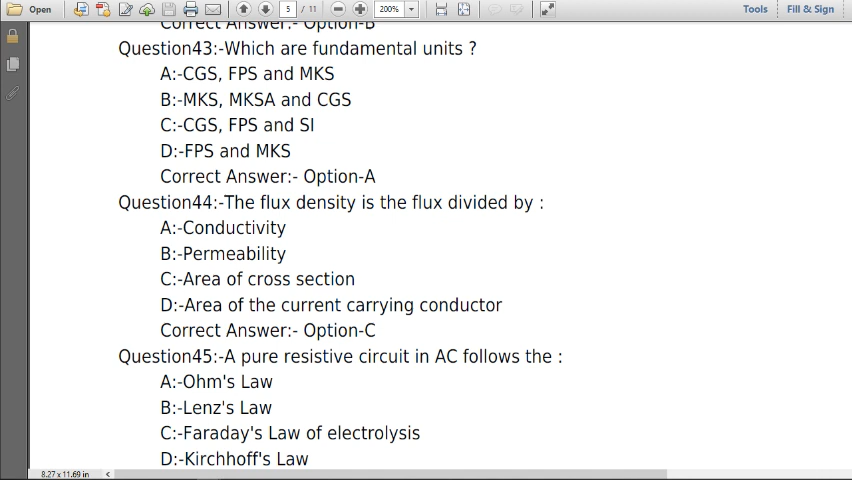 Open
5
/ 11
200%
Tools
Fill & Sign
Correct Answer:- Option-B
Question43:-Which are fundamental units ?
A:-CGS, FPS and MKS
B:-MKS, MKSA and CGS
C:-CGS, FPS and SI
D:-FPS and MKS
Correct Answer:- Option-A
Question44:-The flux density is the flux divided by :
A:-Conductivity
B:-Permeability
C:-Area of cross section
D:-Area of the current carrying conductor
Correct Answer:- Option-C
Question45:-A pure resistive circuit in AC follows the :
A:-Ohm's Law
B:-Lenz's Law
C:-Faraday's Law of electrolysis
D:-Kirchhoff's Law
8.27 x 11.69 in